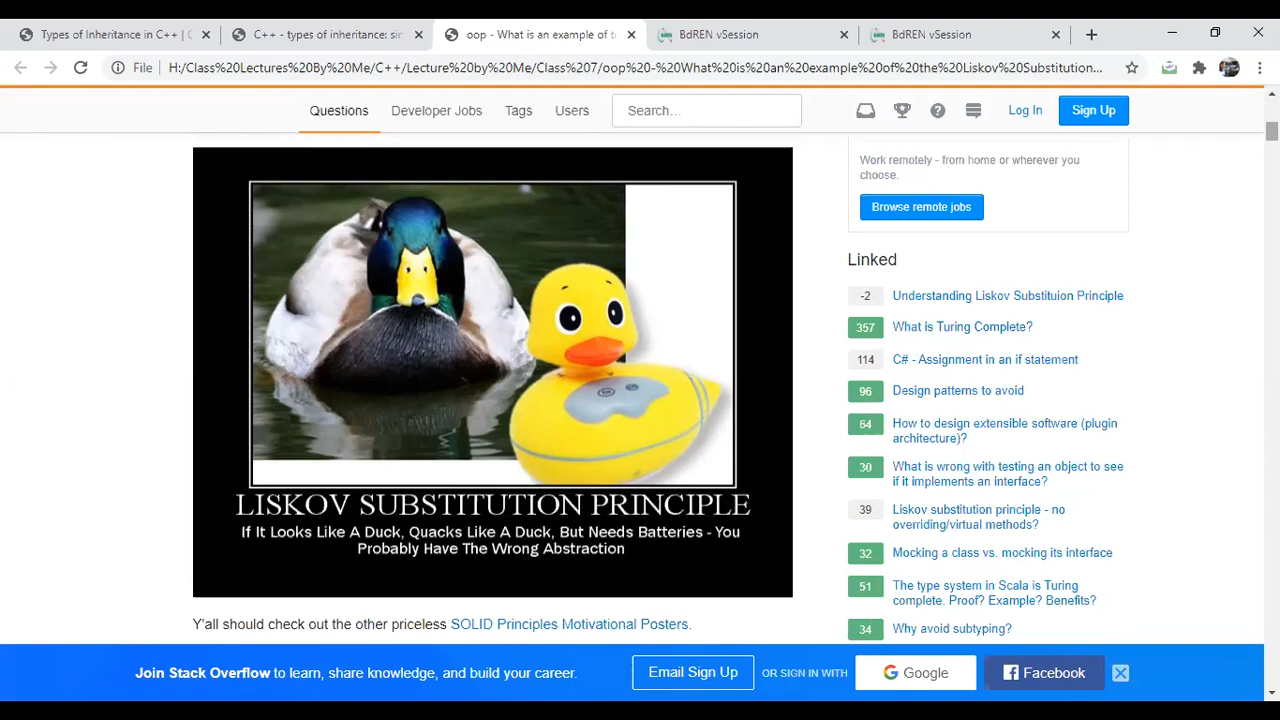 Types of Inheritance in C++ | C
C++ - types of inheritance: sin
oop - What is an example of t
BdREN vSession
BdREN vSession
File
H:/Class%20Lectures%20By%20Me/C++/Lecture%20by%20Me/Class%207/oop%20-%20What%20is%20an%20example%20of%20the%20Liskov%20Substitution...
Questions
Developer Jobs
Tags
Users
Search...
Log In
Sign Up
Work remotely - from home or wherever you
choose.
Browse remote jobs
LISKOV SUBSTITUTION PRINCIPLE
If It Looks Like A Duck, Quacks Like A Duck, But Needs Batteries - You
Probably Have The Wrong Abstraction
Y'all should check out the other priceless SOLID Principles Motivational Posters.
Linked
-2 Understanding Liskov Substituion Principle
357 What is Turing Complete?
114 C# - Assignment in an if statement
96 Design patterns to avoid
64 How to design extensible software (plugin
architecture)?
30 What is wrong with testing an object to see
if it implements an interface?
39 Liskov substitution principle - no
overriding/virtual methods?
32 Mocking a class vs. mocking its interface
51 The type system in Scala is Turing
complete. Proof? Example? Benefits?
34 Why avoid subtyping?
Join Stack Overflow to learn, share knowledge, and build your career.
Email Sign Up
OR SIGN IN WITH
Google
Facebook